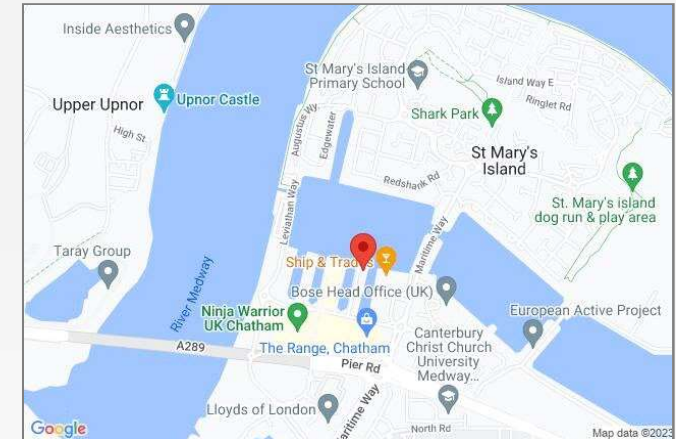 Inside Aesthetics
Upper Upnor
Upnor Castle
High St
St Mary's Island
Primary School
Island Way E
Ringlet Rd
Shark Park
St Mary's
Island
Augustus Wy
Edgewater
Redshank Rd
St. Mary's island
dog run & play area
Leviathan Way
Maritime Way
Taray Group
River Medway
Ship & Trades
Bose Head Office (UK)
Ninja Warrior
UK Chatham
European Active Project
The Range, Chatham
Canterbury
Christ Church
University
Medway...
A289
Pier Rd
Lloyds of London
Maritime Way
North Rd
Google
Map data ©2023